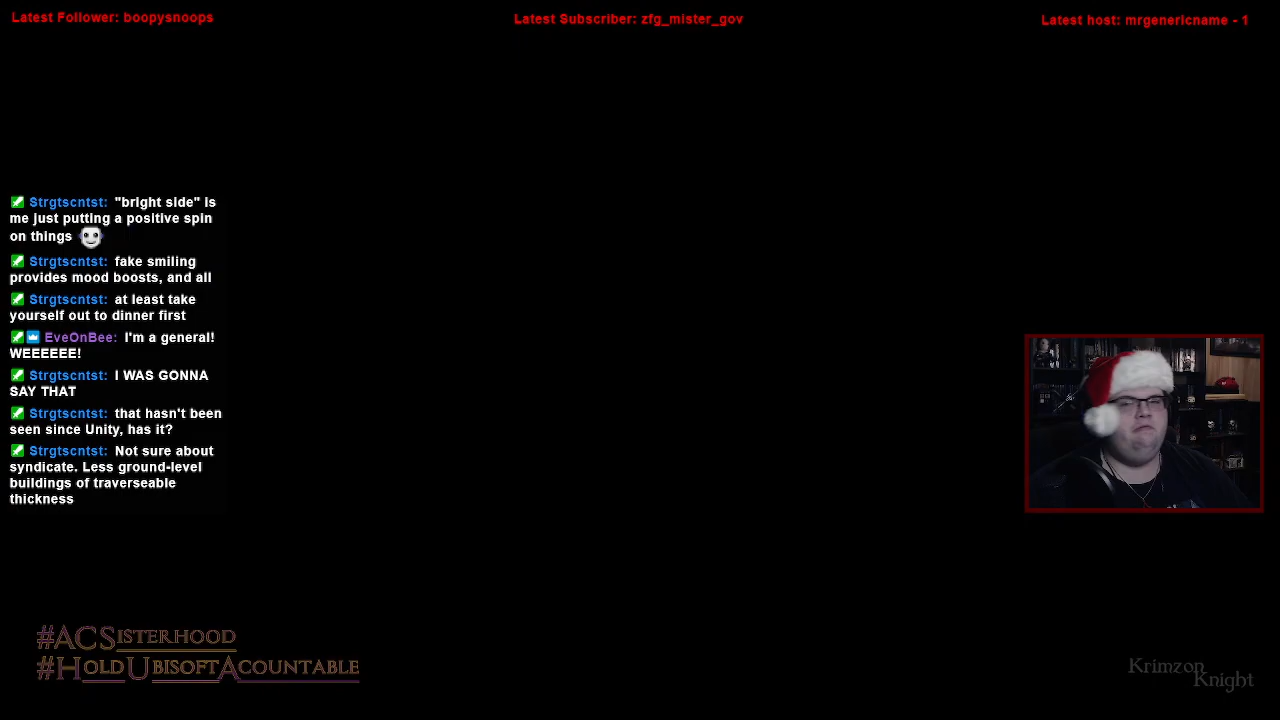 Latest Follower: boopysnoops
Latest Subscriber: zfg_mister_gov
Latest host: mrgenericname - 1
Strgtscntst: "bright side" is
me just putting a positive spin
on things
Strgtscntst: fake smiling
provides mood boosts, and all
Strgtscntst: at least take
yourself out to dinner first
EveOnBee: I'm a general!
WEEEEEE!
Strgtscntst: I WAS GONNA
SAY THAT
Strgtscntst: that hasn't been
seen since Unity, has it?
Strgtscntst: Not sure about
syndicate. Less ground-level
buildings of traverseable
thickness
#ACSisterhood
#HoldUbisoftAcountable
Krimzon
Knight